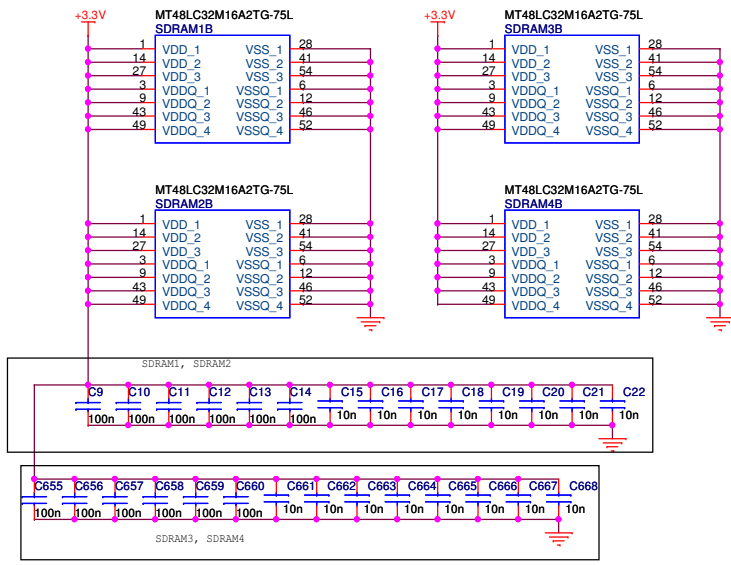 +3.3V
MT48LC32M16A2TG-75L
SDRAM1B
1 VDD_1 VSS_1 28
14 VDD_2 VSS_2 41
27 VDD_3 VSS_3 54
3 VDDQ_1 VSSQ_1 6
9 VDDQ_2 VSSQ_2 12
43 VDDQ_3 VSSQ_3 46
49 VDDQ_4 VSSQ_4 52
+3.3V
MT48LC32M16A2TG-75L
SDRAM3B
1 VDD_1 VSS_1 28
14 VDD_2 VSS_2 41
27 VDD_3 VSS_3 54
3 VDDQ_1 VSSQ_1 6
9 VDDQ_2 VSSQ_2 12
43 VDDQ_3 VSSQ_3 46
49 VDDQ_4 VSSQ_4 52
MT48LC32M16A2TG-75L
SDRAM2B
1 VDD_1 VSS_1 28
14 VDD_2 VSS_2 41
27 VDD_3 VSS_3 54
3 VDDQ_1 VSSQ_1 6
9 VDDQ_2 VSSQ_2 12
43 VDDQ_3 VSSQ_3 46
49 VDDQ_4 VSSQ_4 52
MT48LC32M16A2TG-75L
SDRAM4B
1 VDD_1 VSS_1 28
14 VDD_2 VSS_2 41
27 VDD_3 VSS_3 54
3 VDDQ_1 VSSQ_1 6
9 VDDQ_2 VSSQ_2 12
43 VDDQ_3 VSSQ_3 46
49 VDDQ_4 VSSQ_4 52
SDRAM1, SDRAM2
C9 C10 C11 C12 C13 C14 C15 C16 C17 C18 C19 C20 C21 C22
100n 100n 100n 100n 100n 100n 10n 10n 10n 10n 10n 10n 10n 10n
C655 C656 C657 C658 C659 C660 C661 C662 C663 C664 C665 C666 C667 C668
100n 100n 100n 100n 100n 100n 10n 10n 10n 10n 10n 10n 10n 10n
SDRAM3, SDRAM4